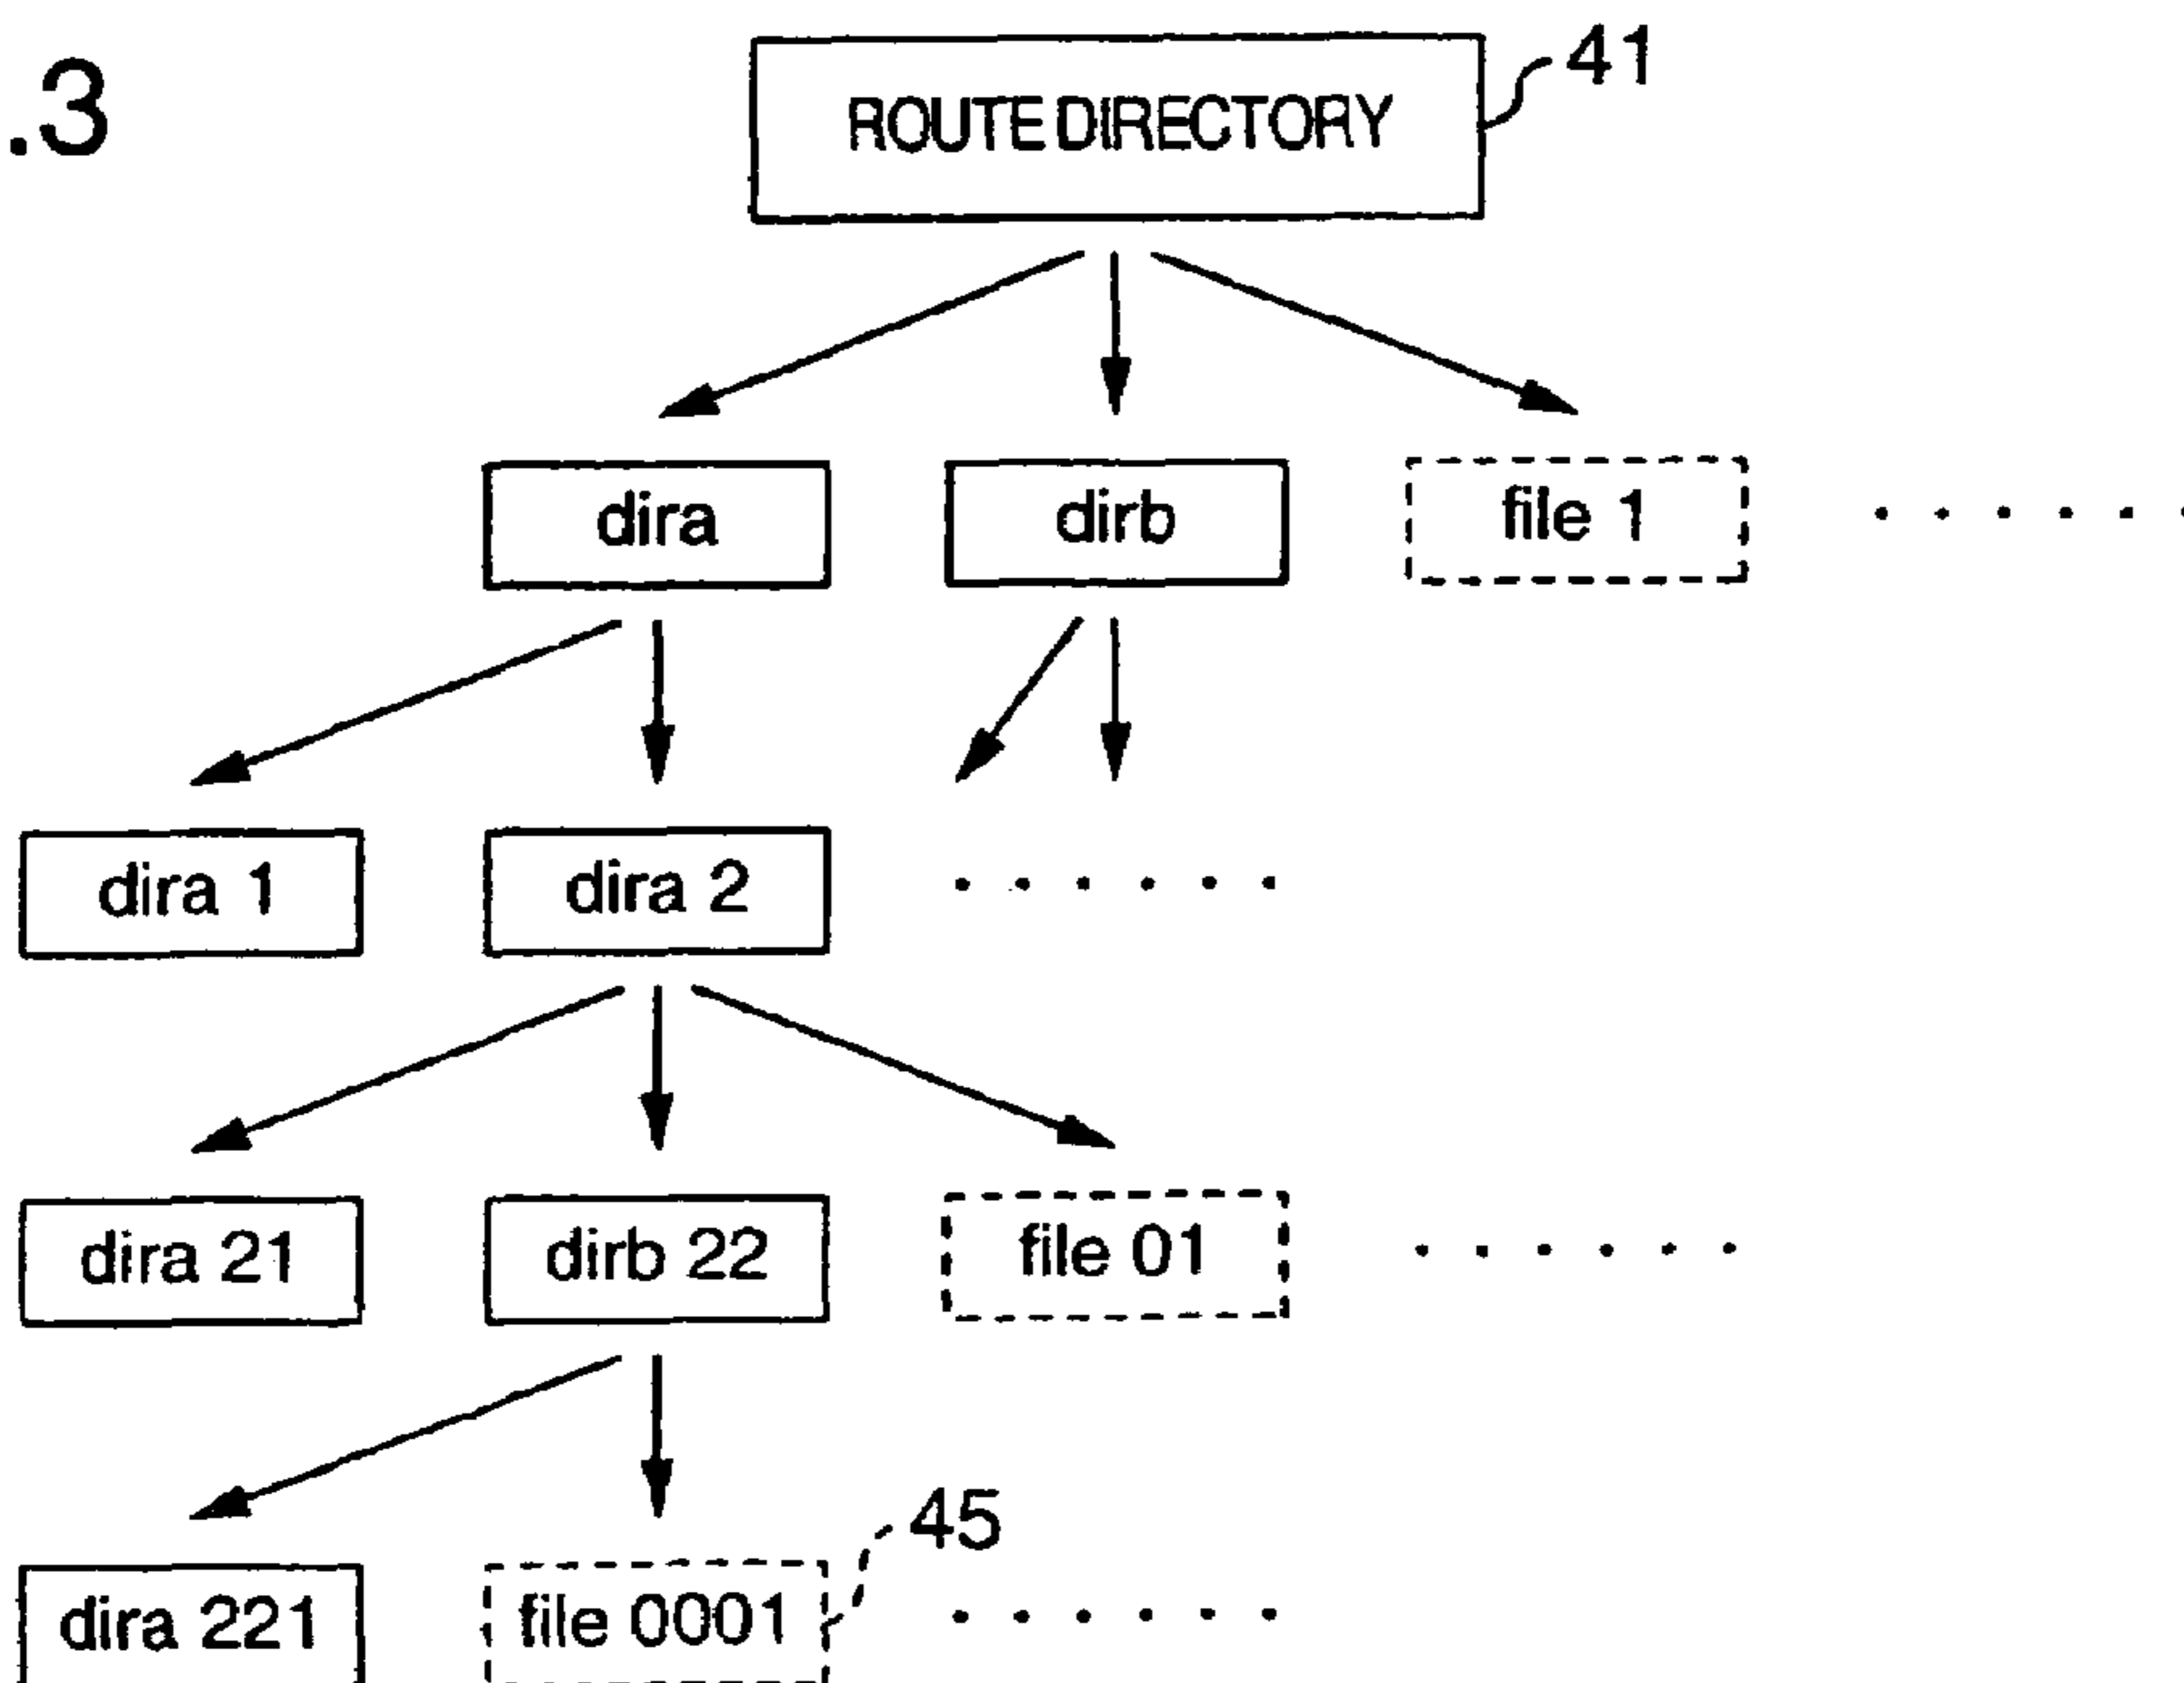 .3
41
ROUTE DIRECTORY
dira
dirb
file 1
dira 1
dira 2
dira 21
dirb 22
file 01
45
dira 221
file 0001